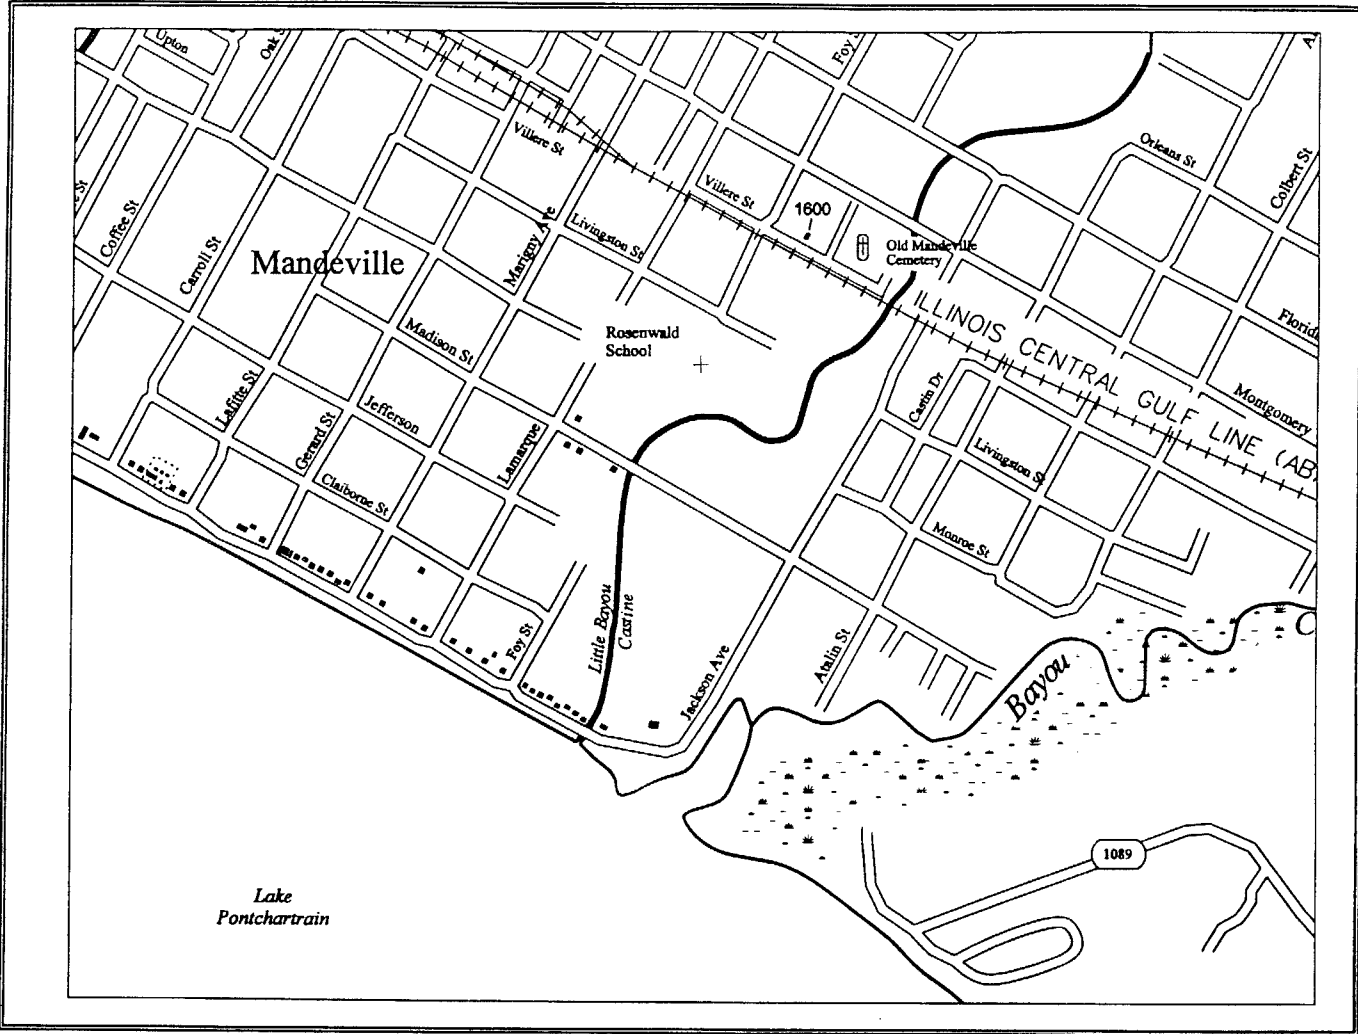 Upton
Oak S
Foy S
Villere St
Orleans St
Colbert St
Villere St
1600
Coffee St
Carroll St
Marigny Ave
Livingston St
Old Mandeville
Cemetery
Mandeville
ILLINOIS CENTRAL GULF LINE (AB
Florid
Rosenwald
School
Madison St
Castin Dr
Montgomery
Lafitte St
Jefferson
Gerard St
Lamarque
Livingston St
Claiborne St
Monroe St
Little Bayou
Castine
Foy St
Atalin St
Jackson Ave
Bayou
C
1089
Lake
Pontchartrain